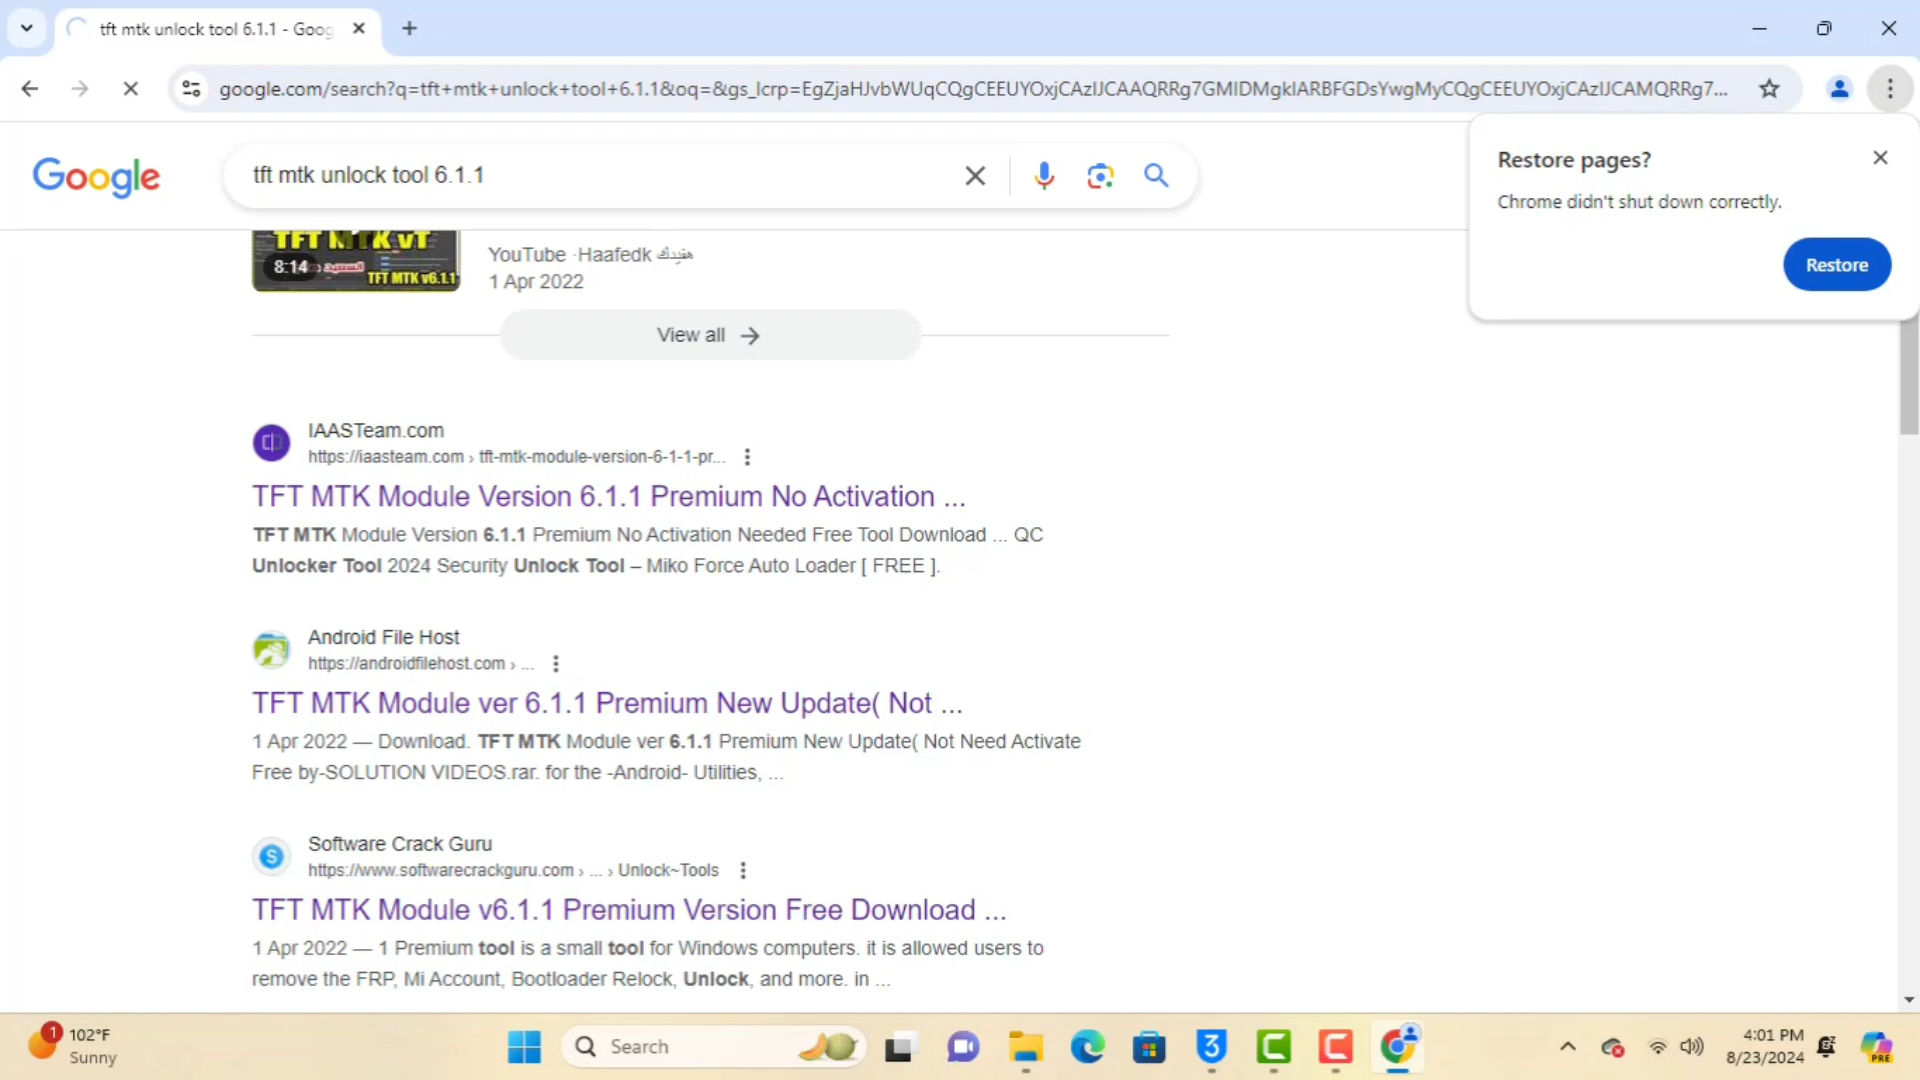 tft mtk unlock tool 6.1.1 - Goog
google.com/search?q=tft+mtk+unlock+tool+6.1.1&oq=&gs_lcrp=EgZjaHJvbWUqCQgCEEUYOxjCAzIJCAAQRRg7GMIDMgkIARBFGDsYwgMyCQgCEEUYOxjCAzIJCAMQRRg7...
Google
tft mtk unlock tool 6.1.1
Restore pages?
Chrome didn't shut down correctly.
Restore
TFT MTK vT
8:14
TFT MTK v6.1.1
YouTube · Haafedk هفيدك
1 Apr 2022
View all
IAASTeam.com
https://iaasteam.com › tft-mtk-module-version-6-1-1-pr...
TFT MTK Module Version 6.1.1 Premium No Activation ...
TFT MTK Module Version 6.1.1 Premium No Activation Needed Free Tool Download ... QC
Unlocker Tool 2024 Security Unlock Tool – Miko Force Auto Loader [ FREE ].
Android File Host
https://androidfilehost.com › ...
TFT MTK Module ver 6.1.1 Premium New Update( Not ...
1 Apr 2022 — Download. TFT MTK Module ver 6.1.1 Premium New Update( Not Need Activate
Free by-SOLUTION VIDEOS.rar. for the -Android- Utilities, ...
S
Software Crack Guru
https://www.softwarecrackguru.com › ... › Unlock~Tools
TFT MTK Module v6.1.1 Premium Version Free Download ...
1 Apr 2022 — 1 Premium tool is a small tool for Windows computers. it is allowed users to
remove the FRP, Mi Account, Bootloader Relock, Unlock, and more. in ...
1
102°F
Sunny
Search
3
C
C
4:01 PM
8/23/2024
PRE